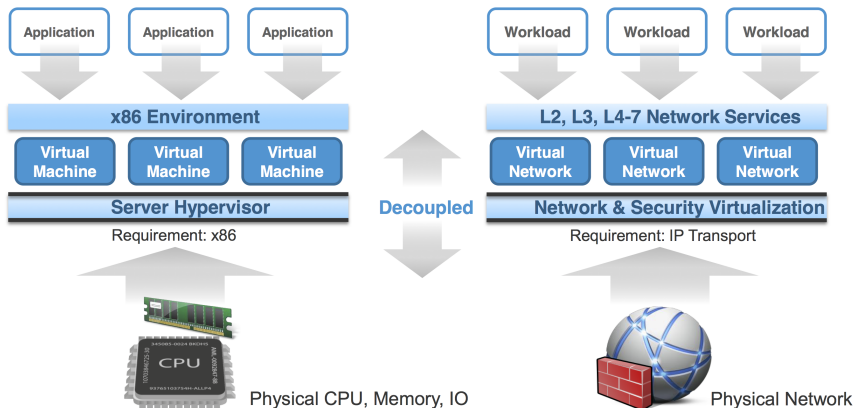 Application
Application
Application
x86 Environment
Virtual
Machine
Virtual
Machine
Virtual
Machine
Server Hypervisor
Requirement: x86
CPU
Physical CPU, Memory, IO
Decoupled
Workload
Workload
Workload
L2, L3, L4-7 Network Services
Virtual
Network
Virtual
Network
Virtual
Network
Network & Security Virtualization
Requirement: IP Transport
Physical Network